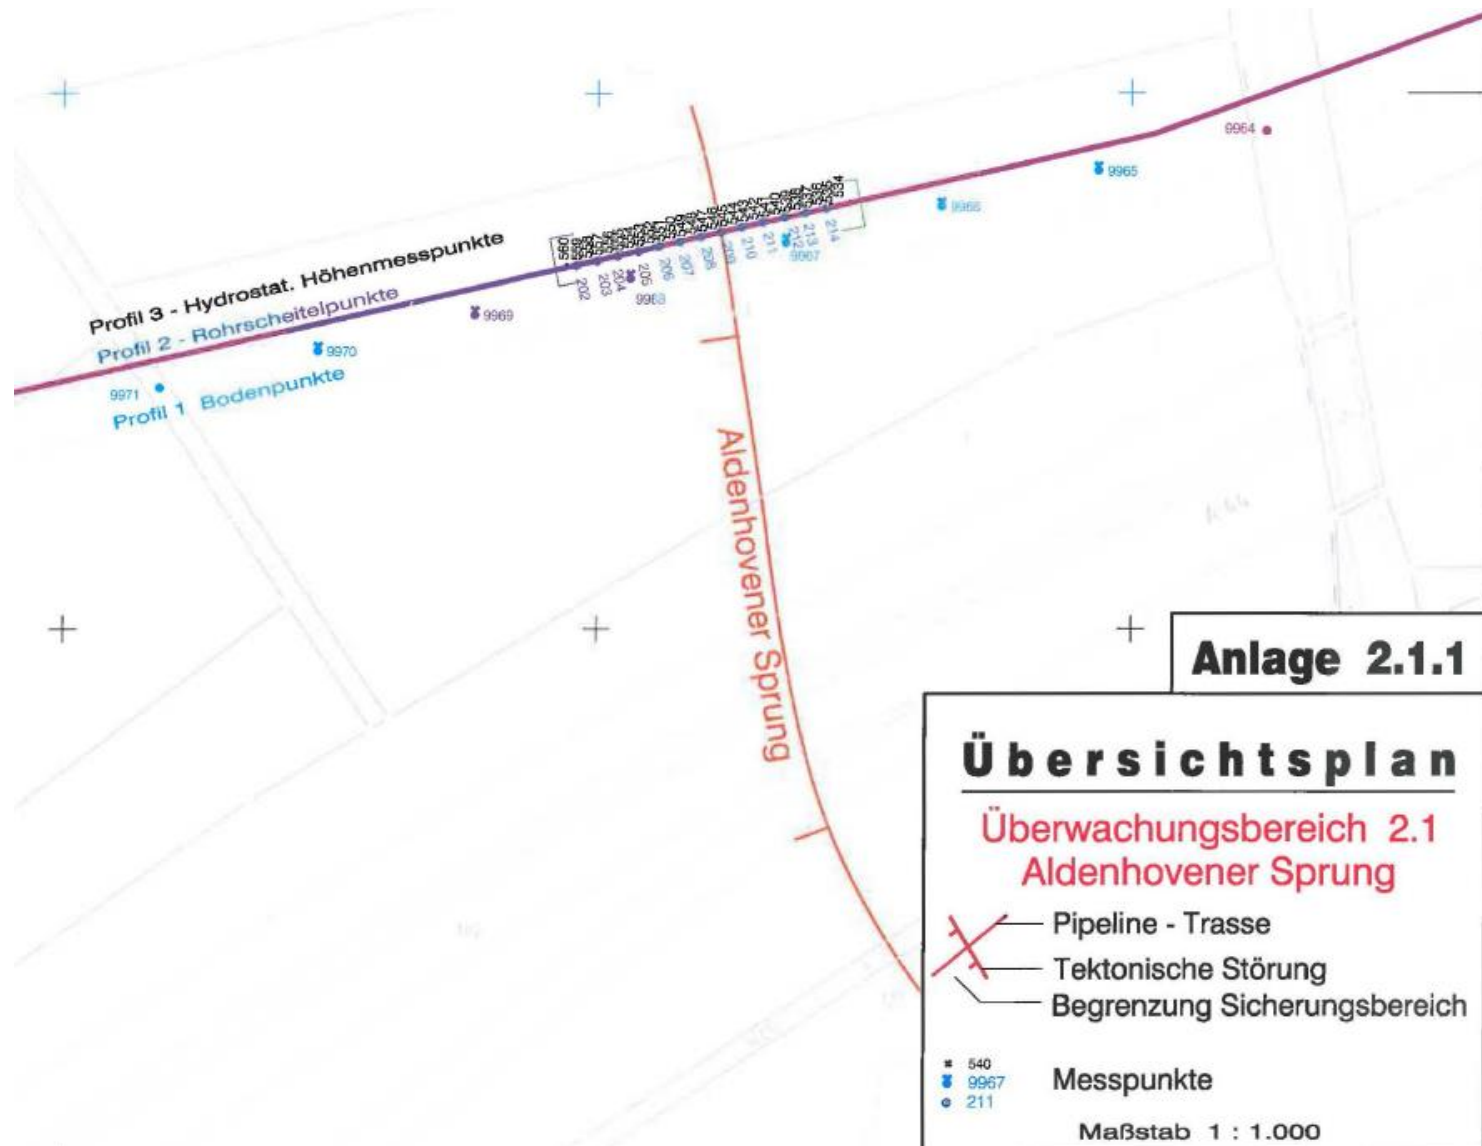 9964
9965
9966
534
560
214
213
212
211
210
209
208
207
206
205
204
203
202
9967
9968
9969
9970
9971
Profil 3 - Hydrostat. Höhenmesspunkte
Profil 2 - Rohrscheitelpunkte
Profil 1 Bodenpunkte
Aldenhovener Sprung
A 44
Anlage 2.1.1
Übersichtsplan
Überwachungsbereich 2.1
Aldenhovener Sprung
Pipeline - Trasse
Tektonische Störung
Begrenzung Sicherungsbereich
540
9967
211
Messpunkte
Maßstab 1 : 1.000